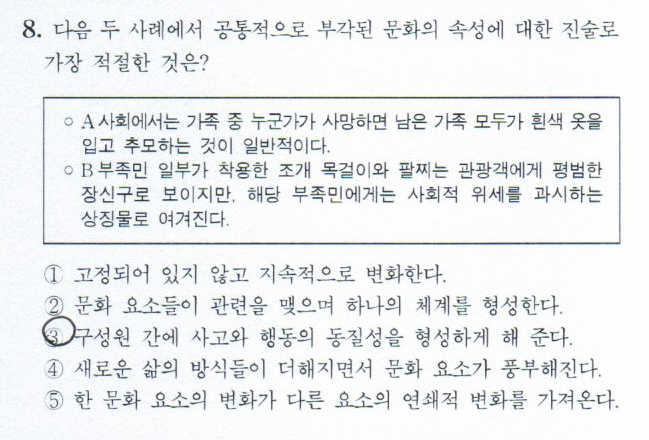 8. 다음 두 사례에서 공통적으로 부각된 문화의 속성에 대한 진술로
가장 적절한 것은?
○ A 사회에서는 가족 중 누군가가 사망하면 남은 가족 모두가 흰색 옷을
입고 추모하는 것이 일반적이다.
○ B 부족민 일부가 착용한 조개 목걸이와 팔찌는 관광객에게 평범한
장신구로 보이지만, 해당 부족민에게는 사회적 위세를 과시하는
상징물로 여겨진다.
① 고정되어 있지 않고 지속적으로 변화한다.
② 문화 요소들이 관련을 맺으며 하나의 체계를 형성한다.
③ 구성원 간에 사고와 행동의 동질성을 형성하게 해 준다.
④ 새로운 삶의 방식들이 더해지면서 문화 요소가 풍부해진다.
⑤ 한 문화 요소의 변화가 다른 요소의 연쇄적 변화를 가져온다.